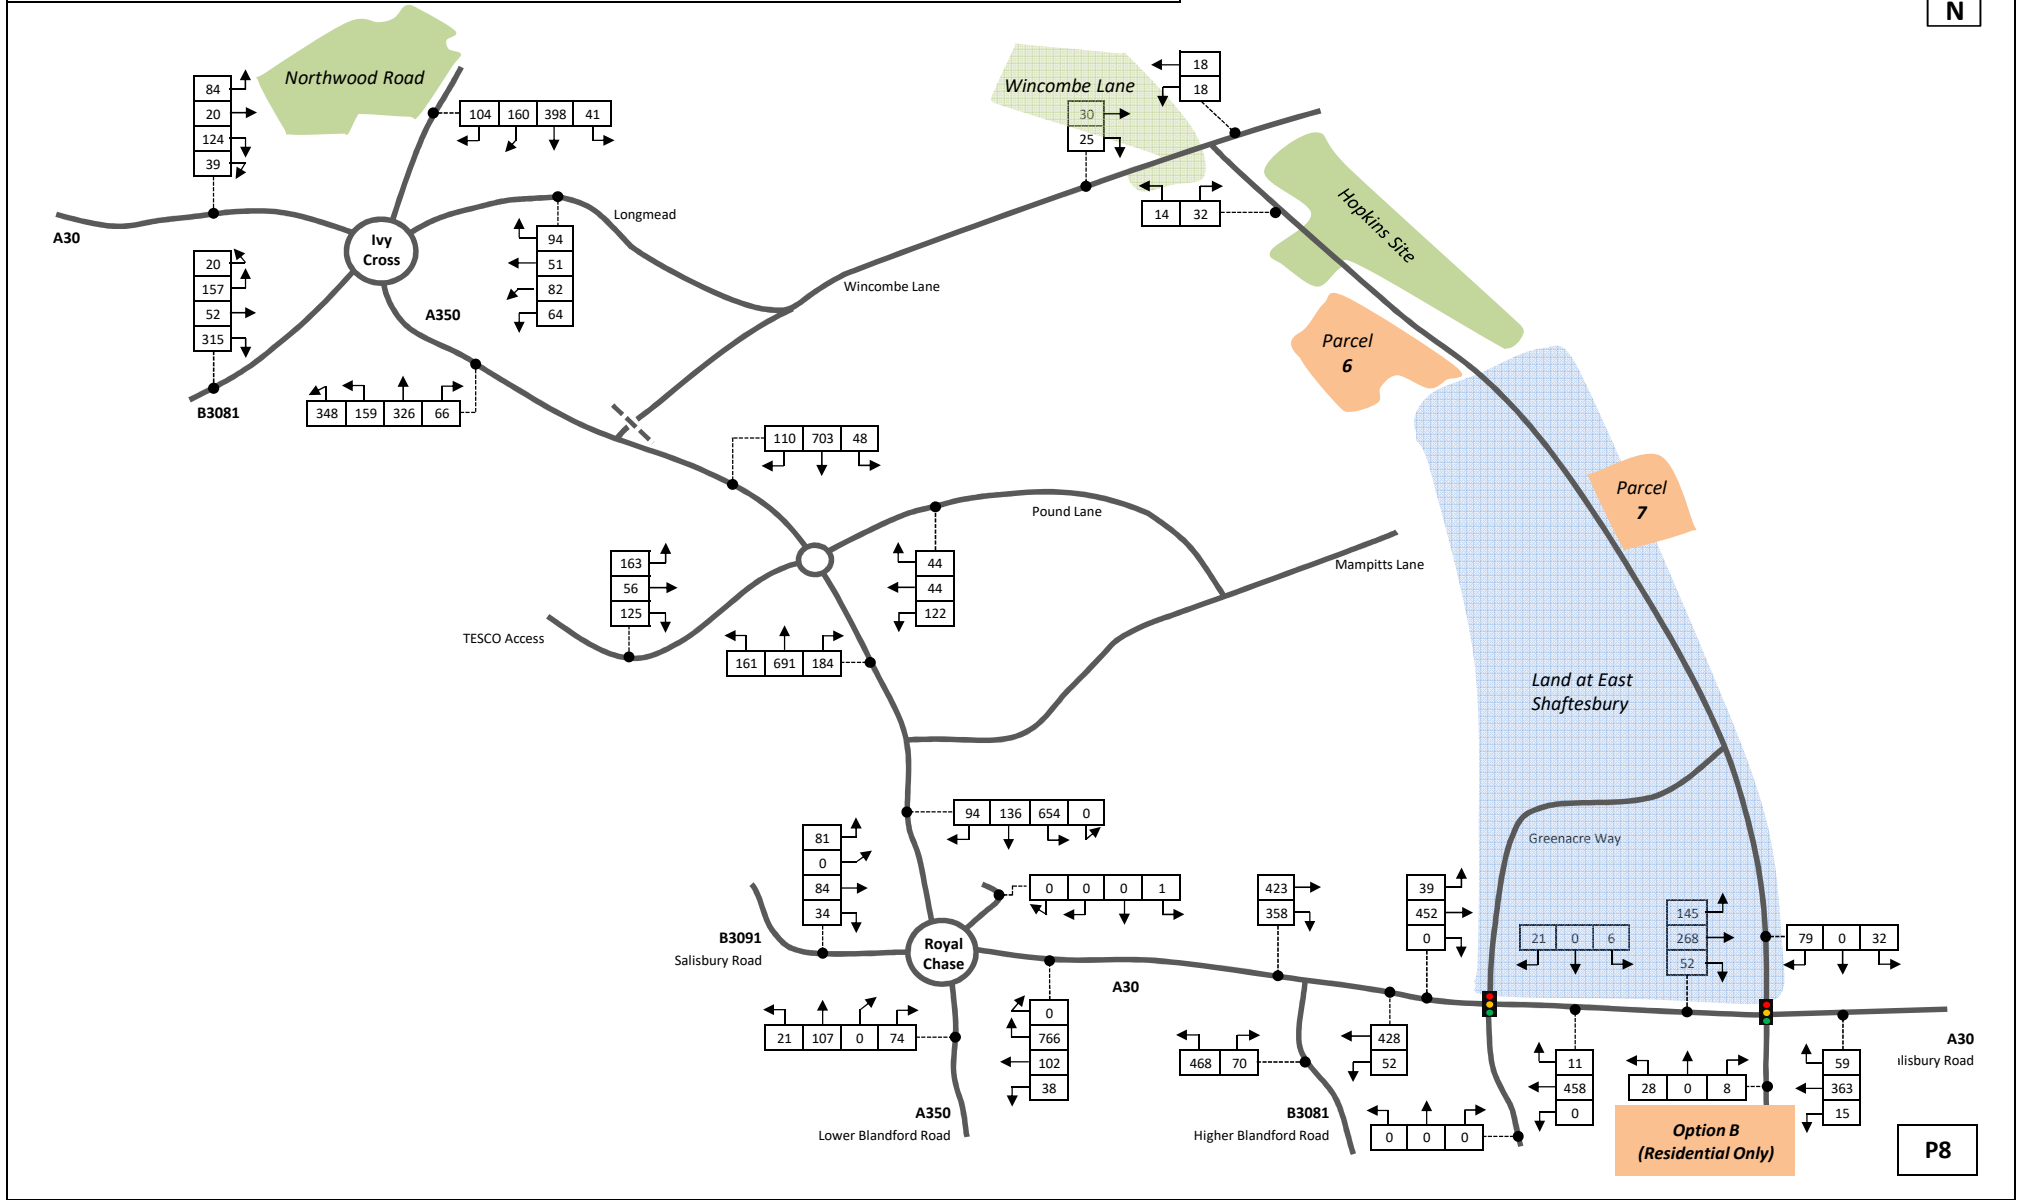 N
Northwood Road
84
20
124
39
104 160 398 41
Wincombe Lane
18
18
30
25
14 32
Hopkins Site
A30
Ivy
Cross
Longmead
94
51
82
64
20
157
52
315
A350
B3081
348 159 326 66
Wincombe Lane
Parcel
6
110 703 48
Parcel
7
Pound Lane
Mampitts Lane
163
56
125
44
44
122
TESCO Access
161 691 184
Land at East
Shaftesbury
94 136 654 0
Greenacre Way
81
0
84
34
0 0 0 1
423
358
39
452
0
21 0 6
145
268
52
79 0 32
B3091
Salisbury Road
Royal
Chase
A30
21 107 0 74
0
766
102
38
468 70
428
52
11
458
0
28 0 8
59
363
15
A30
A350
Lower Blandford Road
B3081
Higher Blandford Road
0 0 0
Option B
(Residential Only)
P8